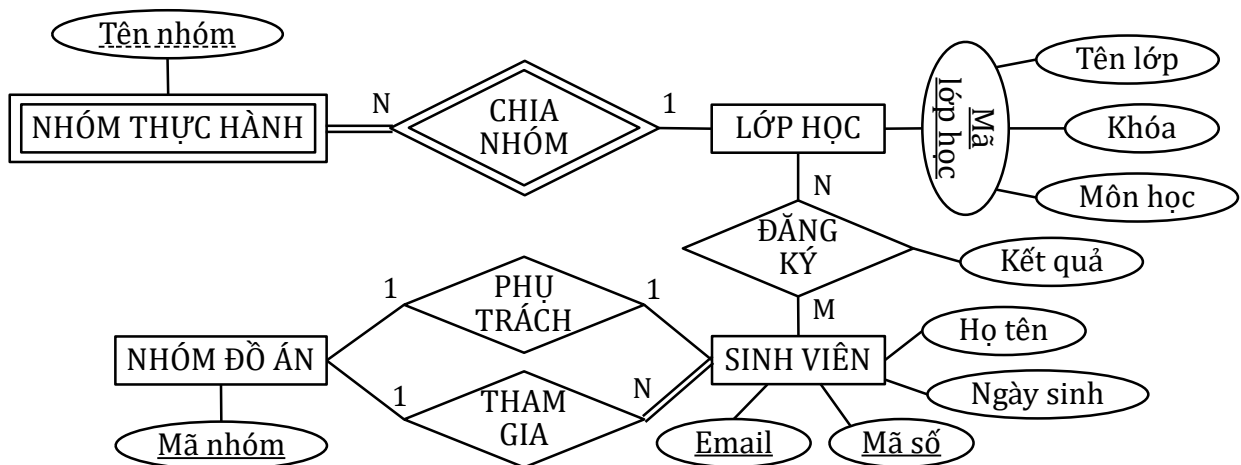 Tên nhóm
NHÓM THỰC HÀNH
N
CHIA
NHÓM
1
LỚP HỌC
Mã
lớp học
Tên lớp
Khóa
Môn học
N
ĐĂNG
KÝ
Kết quả
M
1
PHỤ
TRÁCH
1
NHÓM ĐỒ ÁN
1
THAM
GIA
N
SINH VIÊN
Họ tên
Ngày sinh
Mã nhóm
Email
Mã số